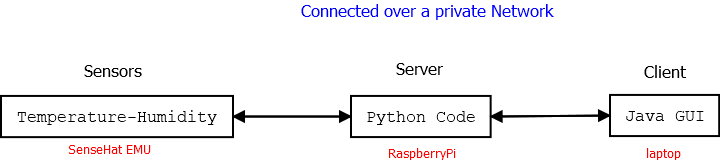 Connected over a private Network
Sensors
Server
Client
Temperature-Humidity
Python Code
Java GUI
SenseHat EMU
RaspberryPi
laptop